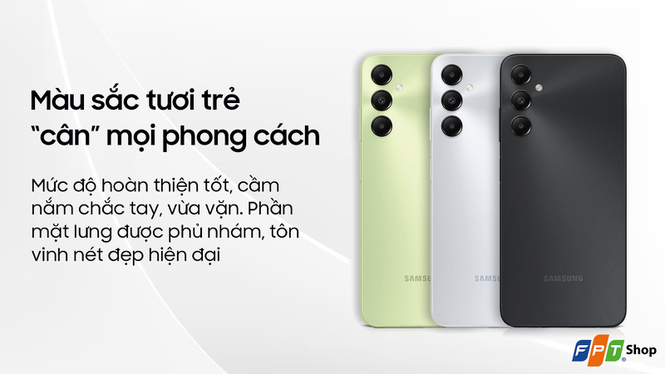 Màu sắc tươi trẻ
“cân” mọi phong cách
Mức độ hoàn thiện tốt, cầm
nắm chắc tay, vừa vặn. Phần
mặt lưng được phủ nhám, tôn
vinh nét đẹp hiện đại
SAMSUNG
SAMSUNG
SAMSUNG
FPT Shop